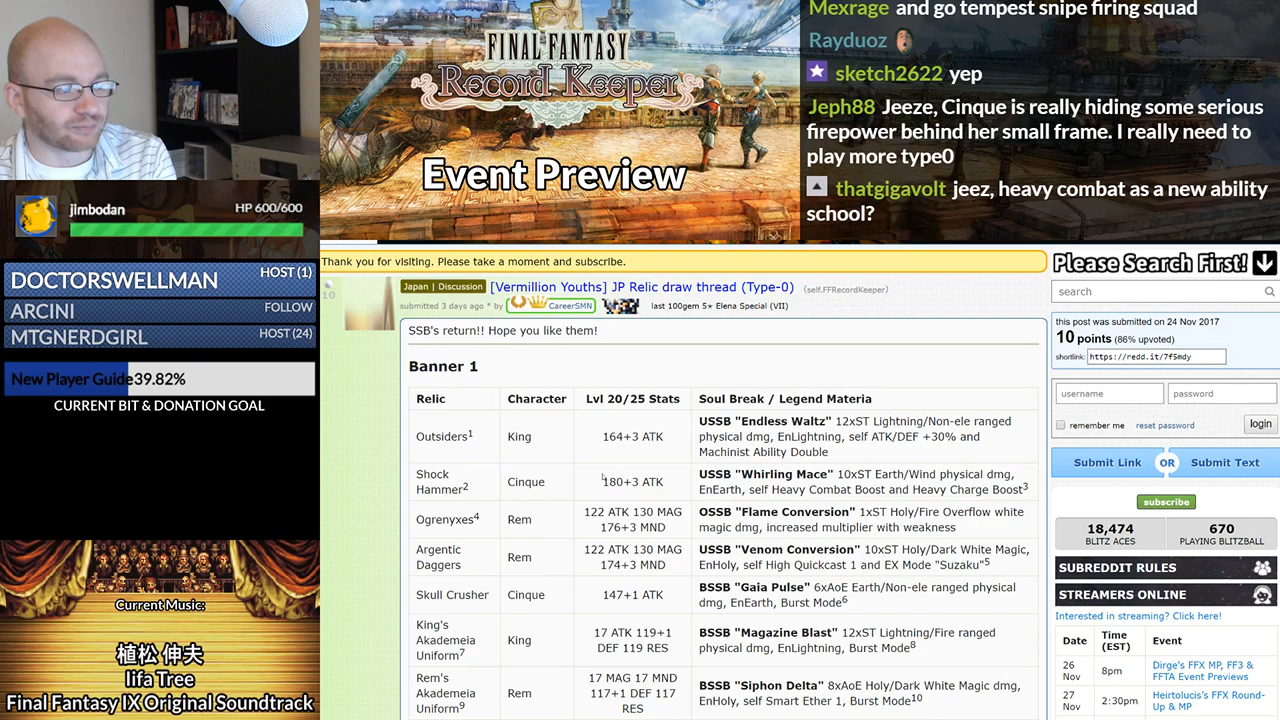 FINAL FANTASY
Record Keeper
Event Preview
Mexrage and go tempest snipe firing squad
Rayduoz
sketch2622 yep
Jeph88 Jeeze, Cinque is really hiding some serious
firepower behind her small frame. I really need to
play more type0
thatgigavolt jeez, heavy combat as a new ability
school?
jimbodan
HP 600/600
DOCTORSWELLMAN HOST (1)
ARCINI FOLLOW
MTGNERDGIRL HOST (24)
New Player Guide39.82%
CURRENT BIT & DONATION GOAL
Current Music:
植松 伸夫
Iifa Tree
Final Fantasy IX Original Soundtrack
Thank you for visiting. Please take a moment and subscribe.
10
Japan | Discussion [Vermillion Youths] JP Relic draw thread (Type-0) (self.FFRecordKeeper)
submitted 3 days ago * by CareerSMN last 100gem 5★ Elena Special (VII)
SSB's return!! Hope you like them!
Banner 1
Relic Character Lvl 20/25 Stats Soul Break / Legend Materia
Outsiders1 King 164+3 ATK USSB "Endless Waltz" 12xST Lightning/Non-ele ranged
physical dmg, EnLightning, self ATK/DEF +30% and
Machinist Ability Double
Shock
Hammer2 Cinque 180+3 ATK USSB "Whirling Mace" 10xST Earth/Wind physical dmg,
EnEarth, self Heavy Combat Boost and Heavy Charge Boost3
Ogrenyxes4 Rem 122 ATK 130 MAG
176+3 MND OSSB "Flame Conversion" 1xST Holy/Fire Overflow white
magic dmg, increased multiplier with weakness
Argentic
Daggers Rem 122 ATK 130 MAG
174+3 MND USSB "Venom Conversion" 10xST Holy/Dark White Magic,
EnHoly, self High Quickcast 1 and EX Mode "Suzaku"5
Skull Crusher Cinque 147+1 ATK BSSB "Gaia Pulse" 6xAoE Earth/Non-ele ranged physical
dmg, EnEarth, Burst Mode6
King's
Akademeia
Uniform7 King 17 ATK 119+1
DEF 119 RES BSSB "Magazine Blast" 12xST Lightning/Fire ranged
physical dmg, EnLightning, Burst Mode8
Rem's
Akademeia
Uniform9 Rem 17 MAG 17 MND
117+1 DEF 117
RES BSSB "Siphon Delta" 8xAoE Holy/Dark White Magic dmg,
EnHoly, self Smart Ether 1, Burst Mode10
Please Search First!
search
this post was submitted on 24 Nov 2017
10 points (86% upvoted)
shortlink: https://redd.it/7f5mdy
username password
remember me reset password login
Submit Link OR Submit Text
subscribe
18,474 670
BLITZ ACES PLAYING BLITZBALL
SUBREDDIT RULES
STREAMERS ONLINE
Interested in streaming? Click here!
Date Time
(EST) Event
26
Nov 8pm Dirge's FFX MP, FF3 &
FFTA Event Previews
27
Nov 2:30pm Heirtolucis's FFX Round-
Up & MP